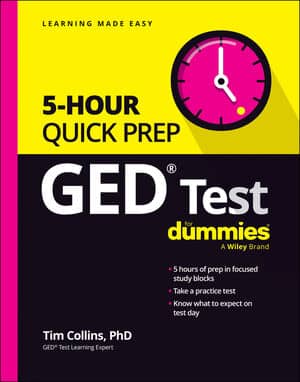 LEARNING MADE EASY
5-HOUR
QUICK PREP
GED® Test
for
dummies®
A Wiley Brand
• 5 hours of prep in focused
study blocks
• Take a practice test
• Know what to expect on
test day
Tim Collins, PhD
GED® Test Learning Expert